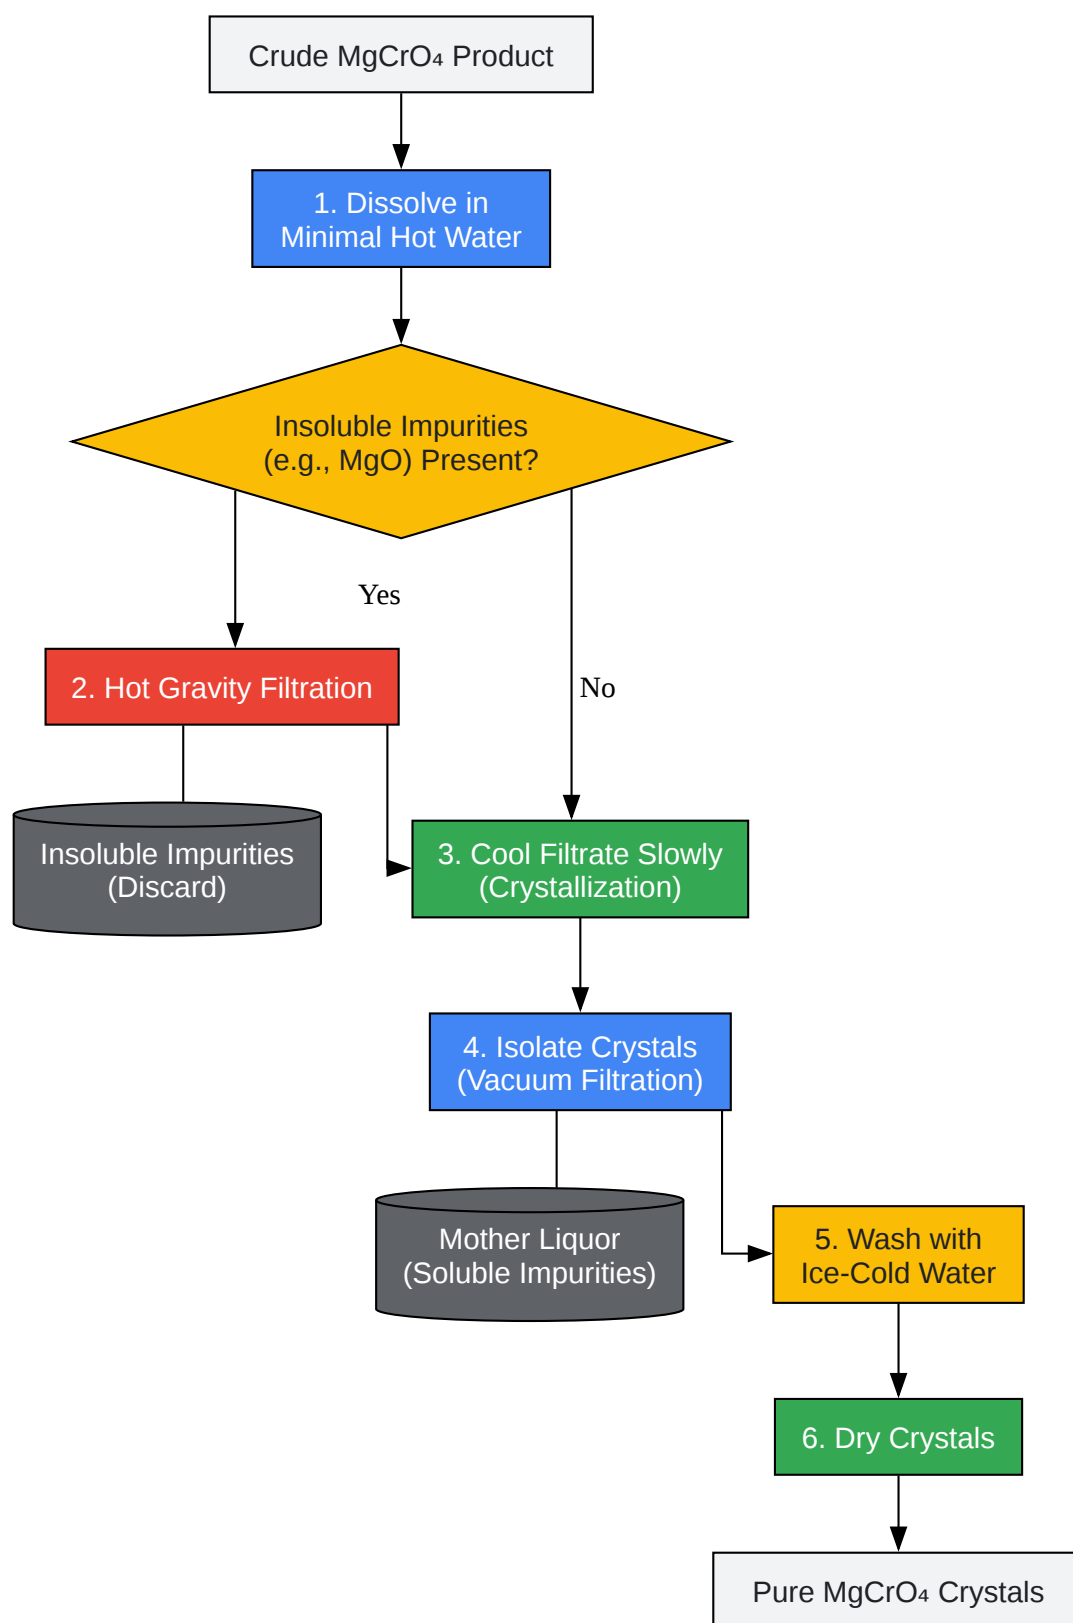 Crude MgCrO₄ Product
1. Dissolve in
Minimal Hot Water
Insoluble Impurities
(e.g., MgO) Present?
Yes
2. Hot Gravity Filtration
No
Insoluble Impurities
(Discard)
3. Cool Filtrate Slowly
(Crystallization)
4. Isolate Crystals
(Vacuum Filtration)
Mother Liquor
(Soluble Impurities)
5. Wash with
Ice-Cold Water
6. Dry Crystals
Pure MgCrO₄ Crystals